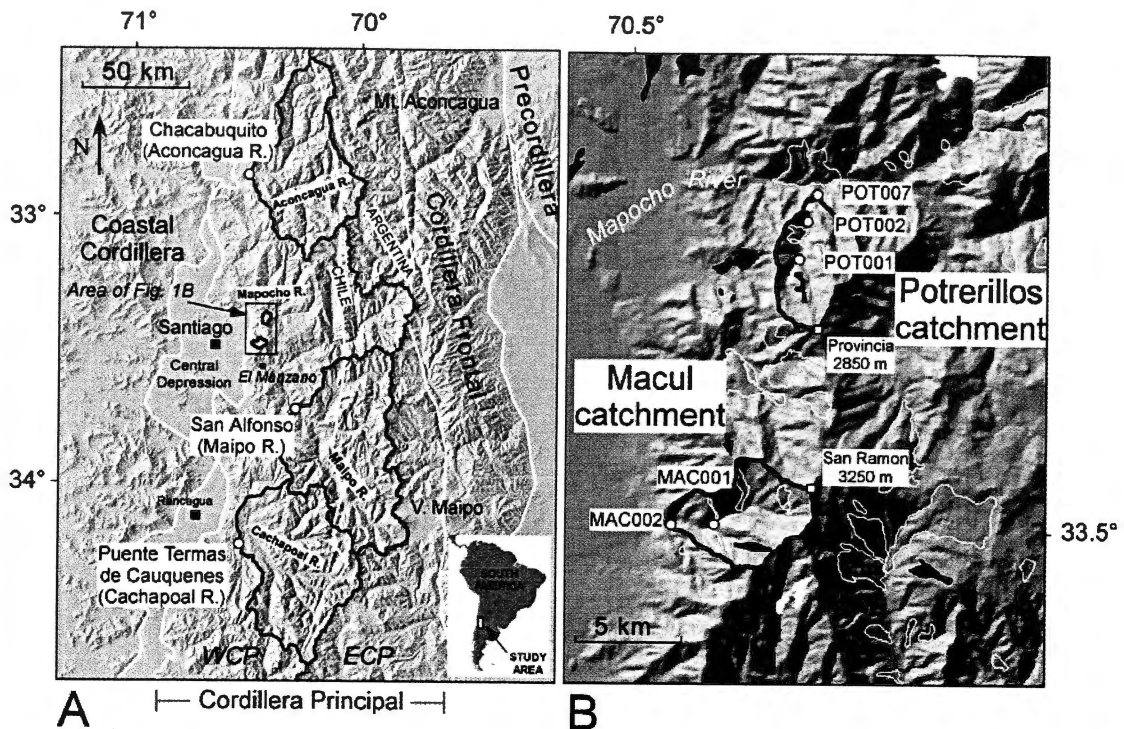 71°
70°
50 km
N
Mt. Aconcagua
Precordillera
Chacabuquito
(Aconcagua R.)
Aconcagua R.
33°
Coastal
Cordillera
ARGENTINA
CHILE
Cordillera Frontal
Area of Fig. 1B
Mapocho R.
Santiago
Central
Depression
El Manzano
San Alfonso
(Maipo R.)
Maipo R.
34°
Rancagua
V. Maipo
Cachapoal R.
Puente Termas
de Cauquenes
(Cachapoal R.)
SOUTH
AMERICA
STUDY
AREA
WCP
ECP
A
Cordillera Principal
70.5°
Mapocho River
POT007
POT002
POT001
Potrerillos
catchment
Provincia
2850 m
Macul
catchment
San Ramon
3250 m
MAC001
MAC002
33.5°
5 km
B